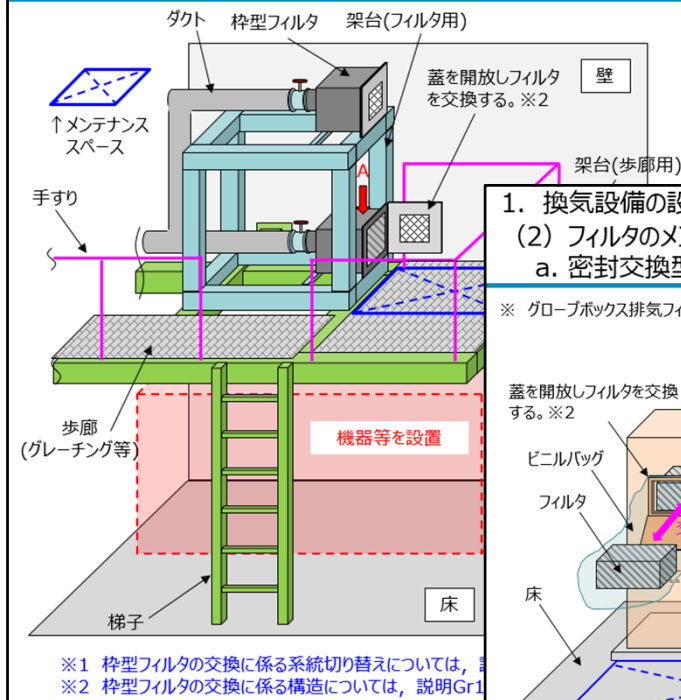 ダクト
枠型フィルタ
架台(フィルタ用)
蓋を開放しフィルタ
を交換する。※2
壁
↑メンテナンス
スペース
A
架台(歩廊用)
手すり
歩廊
(グレーチング等)
機器等を設置
梯子
床
※1 枠型フィルタの交換に係る系統切り替えについては，
※2 枠型フィルタの交換に係る構造については，説明Gr1
1. 換気設備の設
(2) フィルタのメ
a. 密封交換型
※ グローブボックス排気フィ
蓋を開放しフィルタを交換
する。※2
ビニルバッグ
フィルタ
床